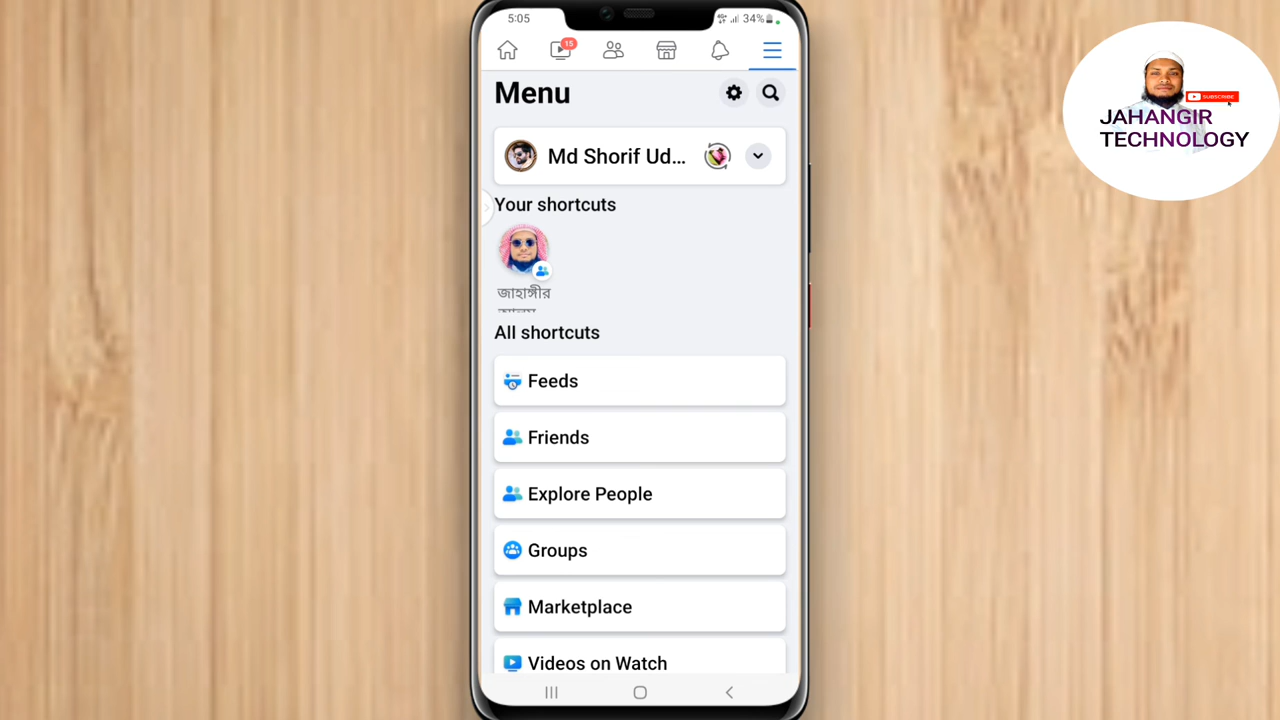 5:05
34%
15
Menu
Md Shorif Ud...
Your shortcuts
জাহাঙ্গীর
All shortcuts
Feeds
Friends
Explore People
Groups
Marketplace
Videos on Watch
SUBSCRIBE
JAHANGIR
TECHNOLOGY